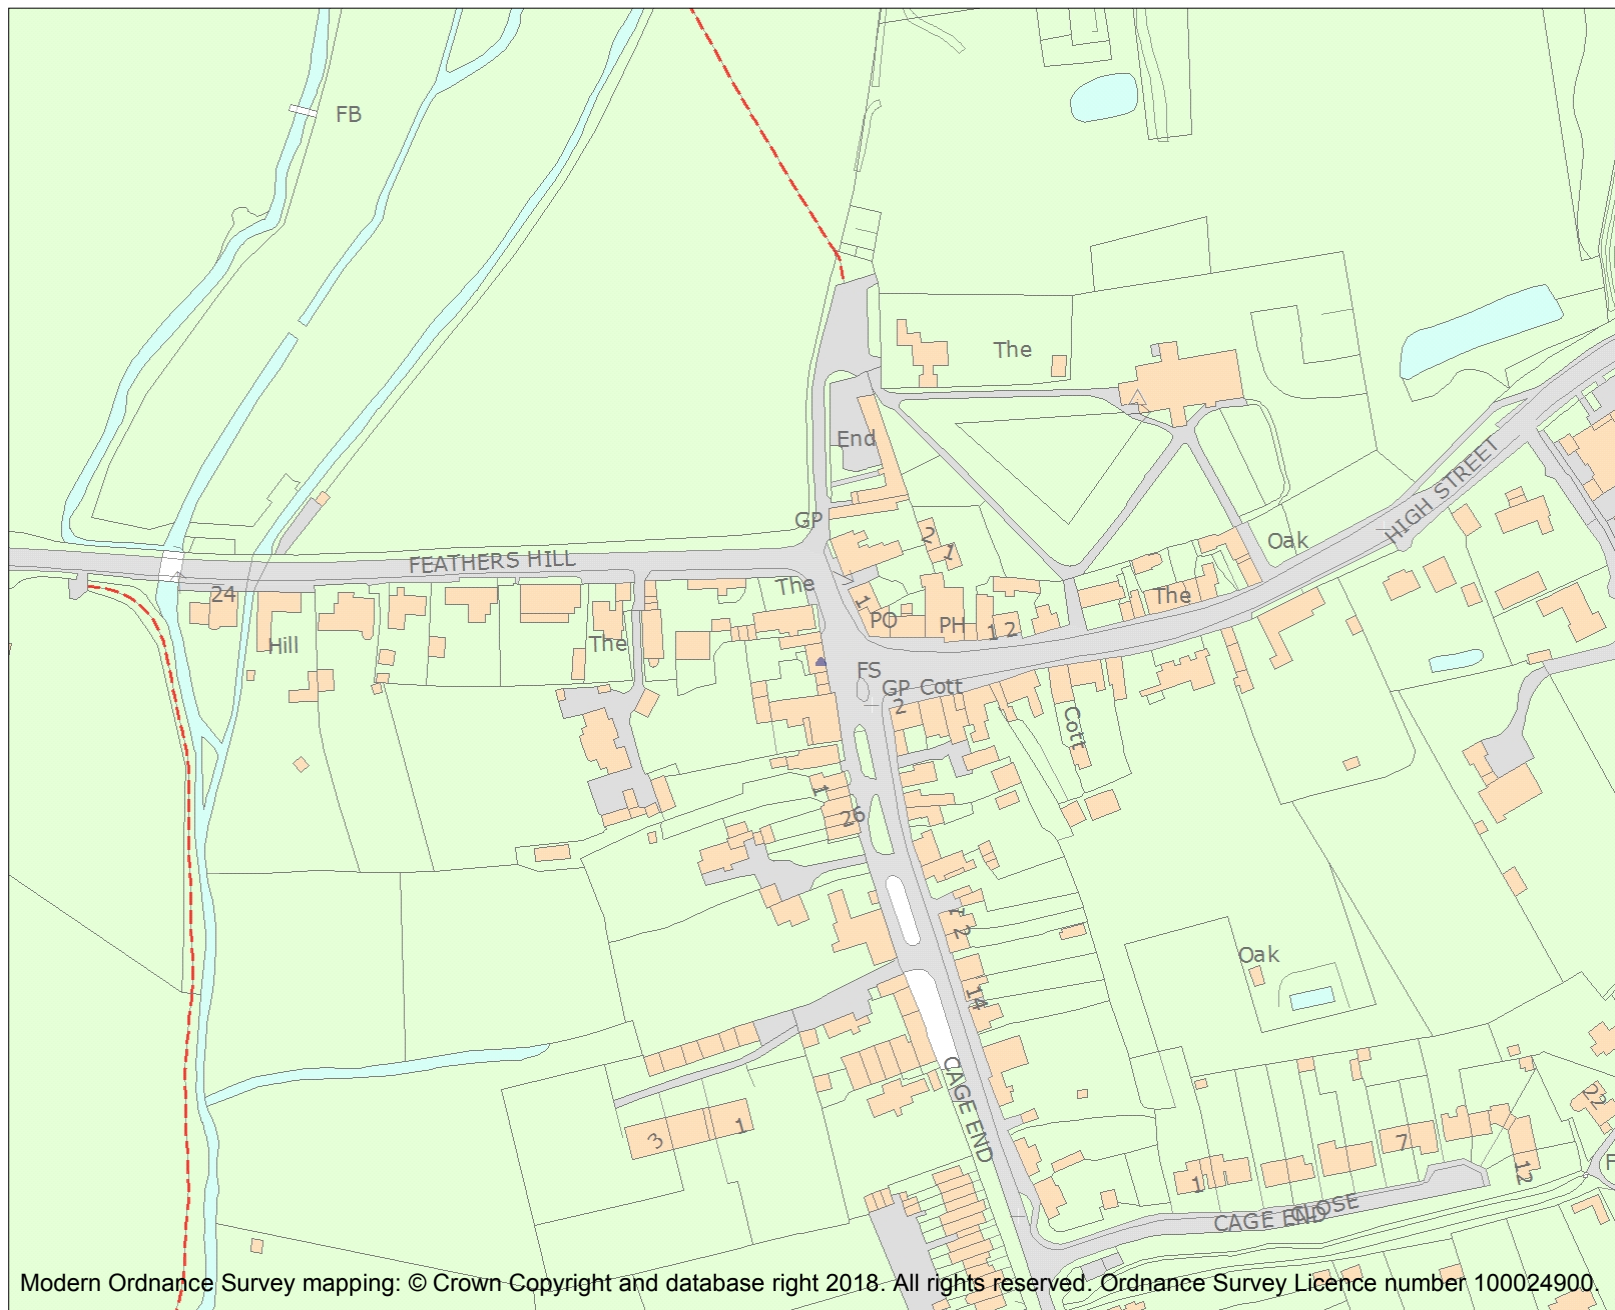 FB
The
End
GP
2
1
Oak
HIGH STREET
FEATHERS HILL
24
The
1
The
Hill
The
PO
PH
1 2
FS
GP Cott
2
Cott
1
26
2
Oak
14
CAGE END
3
1
22
7
1
12
CAGE END
CLOSE
F
Modern Ordnance Survey mapping: © Crown Copyright and database right 2018. All rights reserved. Ordnance Survey Licence number 100024900.